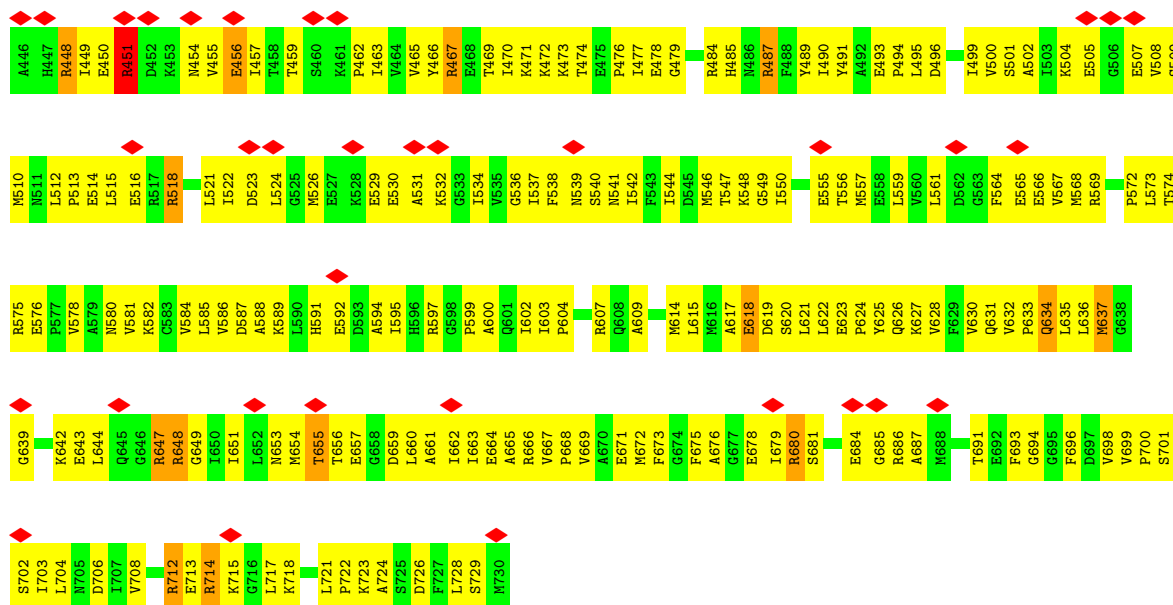 A446 H447 R448 I449 E450 R451 D452 K453 N454 V455 E456 I457 T458 T459 S460 K461 P462 I463 V464 V465 Y466 R467 E468 T469 I470 K471 K472 K473 T474 E475 P476 I477 E478 G479 R484 H485 N486 R487 F488 Y489 I490 Y491 A492 E493 P494 L495 D496 I499 V500 S501 A502 I503 K504 E505 G506 E507 V508
M510 N511 L512 P513 E514 L515 E516 R517 R518 L521 I522 D523 L524 G525 M526 E527 K528 E529 E530 A531 K532 G533 I534 V535 G536 I537 F538 N539 S540 N541 I542 F543 I544 D545 M546 T547 K548 G549 I550 E555 T556 M557 E558 L559 V560 L561 D562 G563 F564 E565 E566 V567 M568 R569 P572 L573 T574
R575 E576 P577 V578 A579 N580 V581 K582 C583 V584 L585 V586 D587 A588 K589 L590 H591 E592 D593 A594 I595 H596 R597 G598 P599 A600 Q601 I602 I603 P604 R607 Q608 A609 M614 L615 M616 A617 E618 D619 S620 L621 L622 E623 P624 Y625 Q626 K627 V628 F629 V630 Q631 V632 P633 Q634 L635 L636 M637 G638
G639 K642 E643 L644 Q645 G646 R647 R648 G649 I650 I651 L652 N653 M654 T655 T656 E657 G658 D659 L660 A661 I662 I663 E664 A665 R666 V667 P668 V669 A670 E671 M672 F673 G674 F675 A676 G677 E678 I679 R680 S681 E684 G685 R686 A687 M688 T691 E692 F693 G694 G695 F696 D697 V698 V699 P700 S701
S702 I703 L704 N705 D706 I707 V708 R712 E713 R714 K715 G716 L717 K718 L721 P722 K723 A724 S725 D726 F727 L728 S729 M730